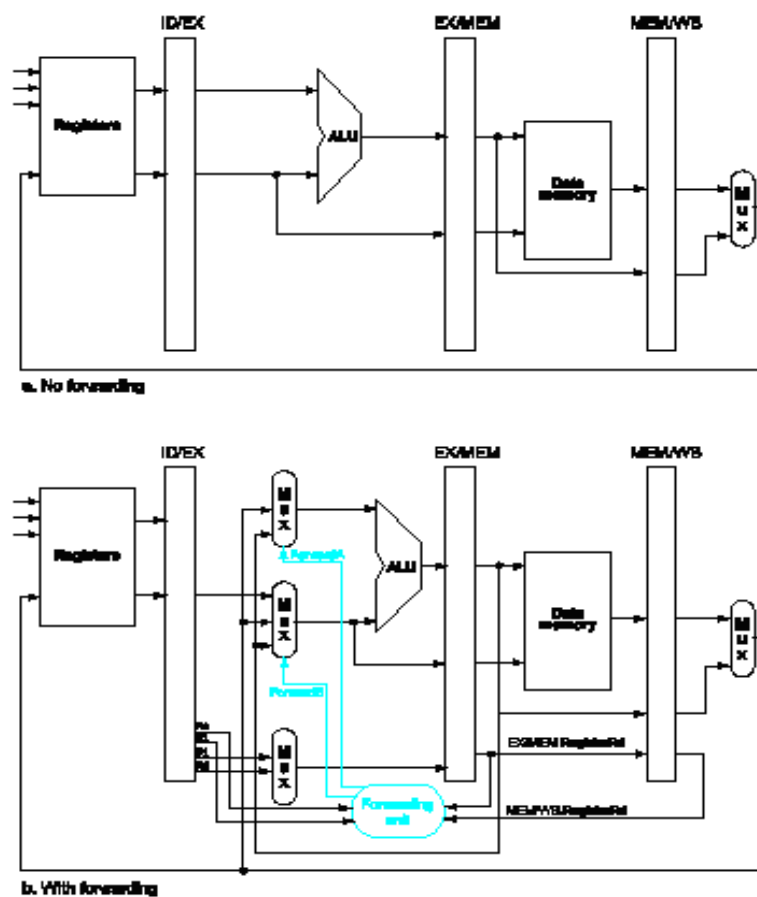 ID/EX
EX/MEM
MEM/WB
Registers
ALU
Data
memory
M
u
x
a. No forwarding
ID/EX
EX/MEM
MEM/WB
M
u
x
Registers
ForwardA
ALU
M
u
x
Data
memory
M
u
x
ForwardB
Rs
Rt
Rt
Rd
M
u
x
EX/MEM.RegisterRd
Forwarding
unit
MEM/WB.RegisterRd
b. With forwarding